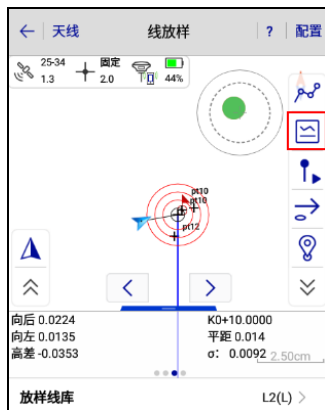 天线 线放样 ? 配置
25-34 固定
1.3 2.0 44%
pt10
pt10
pt12
向后 0.0224 K0+10.0000
向左 0.0135 平距 0.014
高差 -0.0353 σ: 0.0092 2.50cm
放样线库 L2(L)